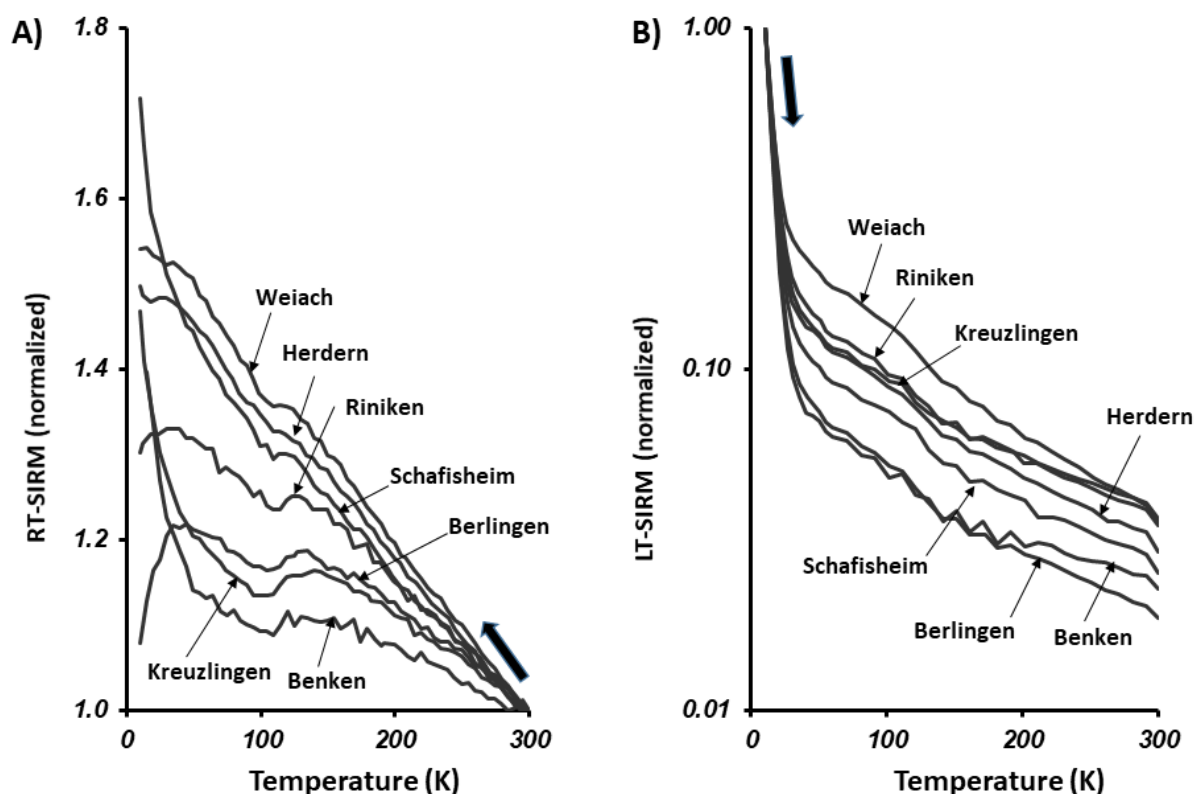 A)
1.8
1.6
1.4
1.2
1.0
RT-SIRM (normalized)
Weiach
Herdern
Riniken
Schafisheim
Berlingen
Kreuzlingen
Benken
0
100
200
300
Temperature (K)
B)
1.00
0.10
0.01
LT-SIRM (normalized)
Weiach
Riniken
Kreuzlingen
Herdern
Schafisheim
Berlingen
Benken
0
100
200
300
Temperature (K)